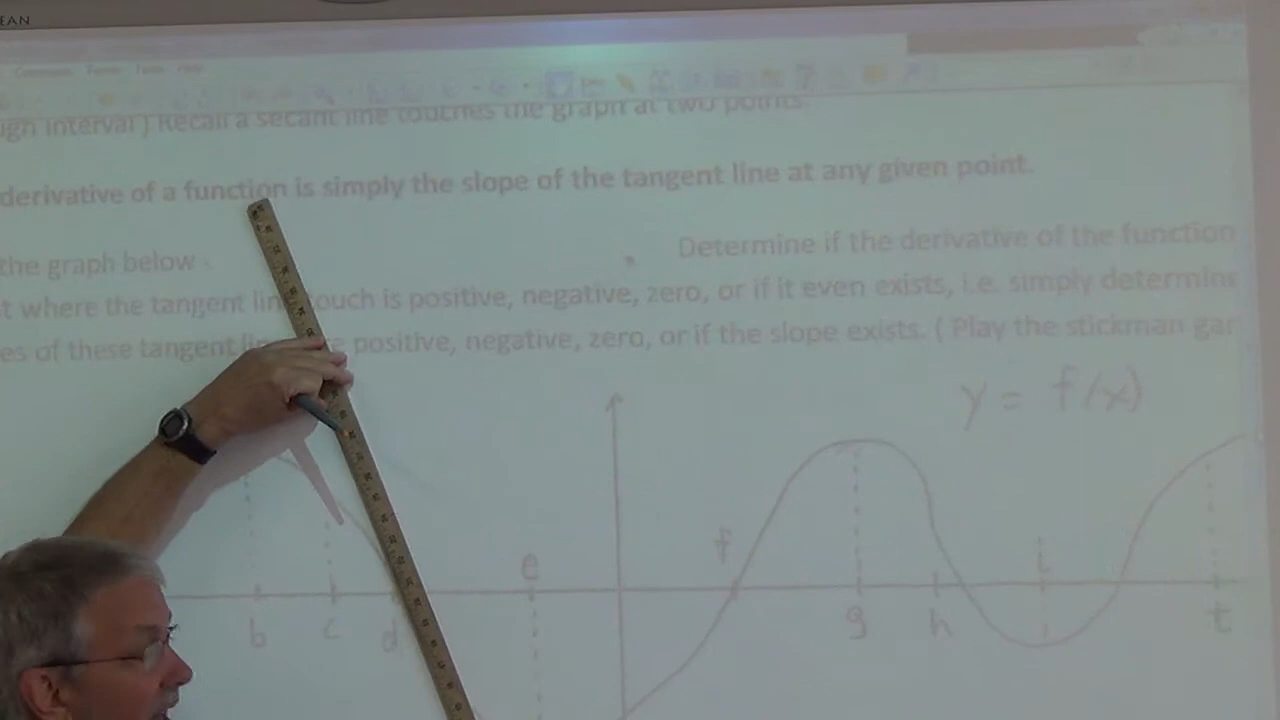 EAN
Help
ugh interval ) Recall a secant line touches the graph at two points.
derivative of a function is simply the slope of the tangent line at any given point.
the graph below . Determine if the derivative of the function
t where the tangent line touch is positive, negative, zero, or if it even exists, i.e. simply determine
es of these tangent positive, negative, zero, or if the slope exists. ( Play the stickman gar
y = f(x)
e f i
b c d g h t